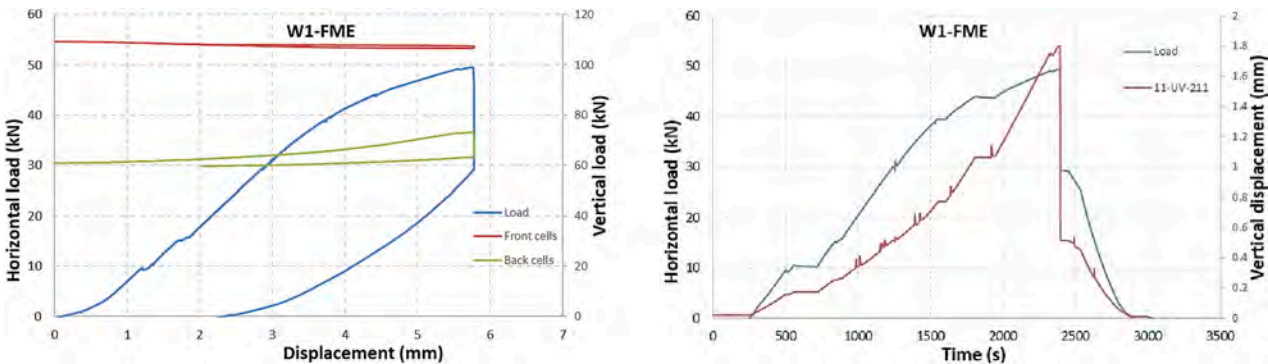 W1-FME
Horizontal load (kN)
60
50
40
30
20
10
0
120
100
80
60
40
20
0
Vertical load (kN)
Load
Front cells
Back cells
0 1 2 3 4 5 6 7
Displacement (mm)
W1-FME
Horizontal load (kN)
60
50
40
30
20
10
0
2
1.8
1.6
1.4
1.2
1
0.8
0.6
0.4
0.2
0
Vertical displacement (mm)
Load
11-UV-211
0 500 1000 1500 2000 2500 3000 3500
Time (s)